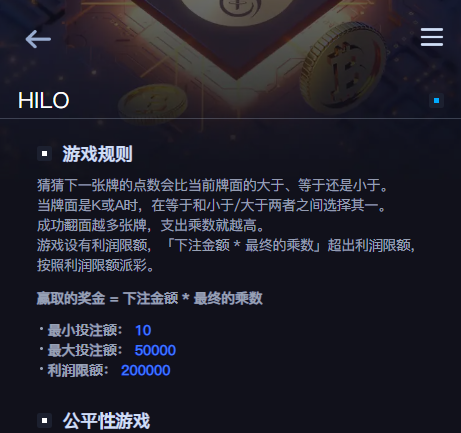 HILO
游戏规则
猜猜下一张牌的点数会比当前牌面的大于、等于还是小于。
当牌面是K或A时，在等于和小于/大于两者之间选择其一。
成功翻面越多张牌，支出乘数就越高。
游戏设有利润限额，「下注金额 * 最终的乘数」超出利润限额，
按照利润限额派彩。
赢取的奖金 = 下注金额 * 最终的乘数
· 最小投注额： 10
· 最大投注额： 50000
· 利润限额： 200000
公平性游戏